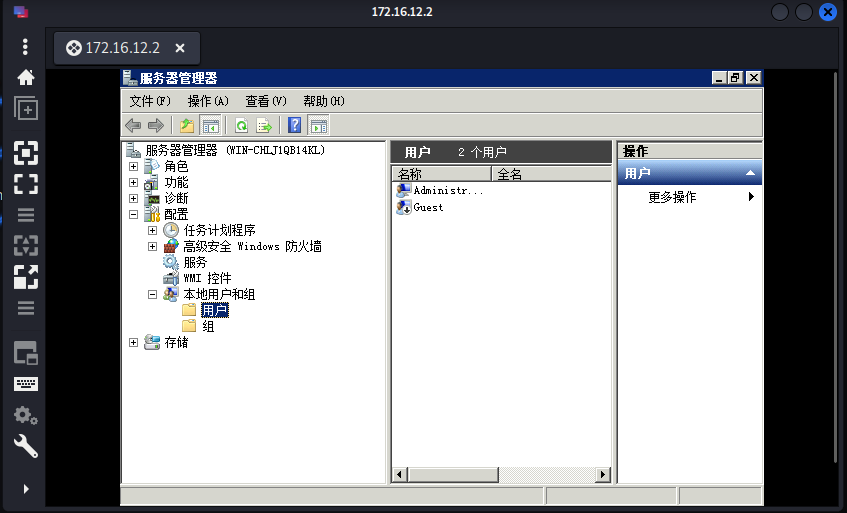 172.16.12.2
172.16.12.2
服务器管理器
文件(F) 操作(A) 查看(V) 帮助(H)
服务器管理器 (WIN-CHLJ1QB14KL)
角色
功能
诊断
配置
任务计划程序
高级安全 Windows 防火墙
服务
WMI 控件
本地用户和组
用户
组
存储
用户 2 个用户
名称 全名
Administr...
Guest
操作
用户
更多操作